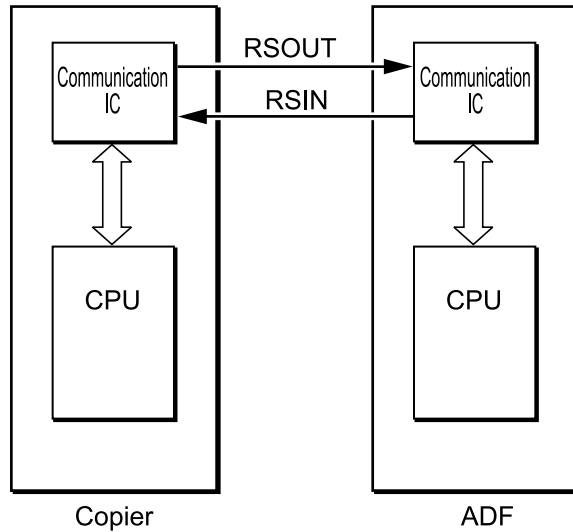 RSOUT
Communication
IC
Communication
IC
RSIN
CPU
CPU
Copier
ADF